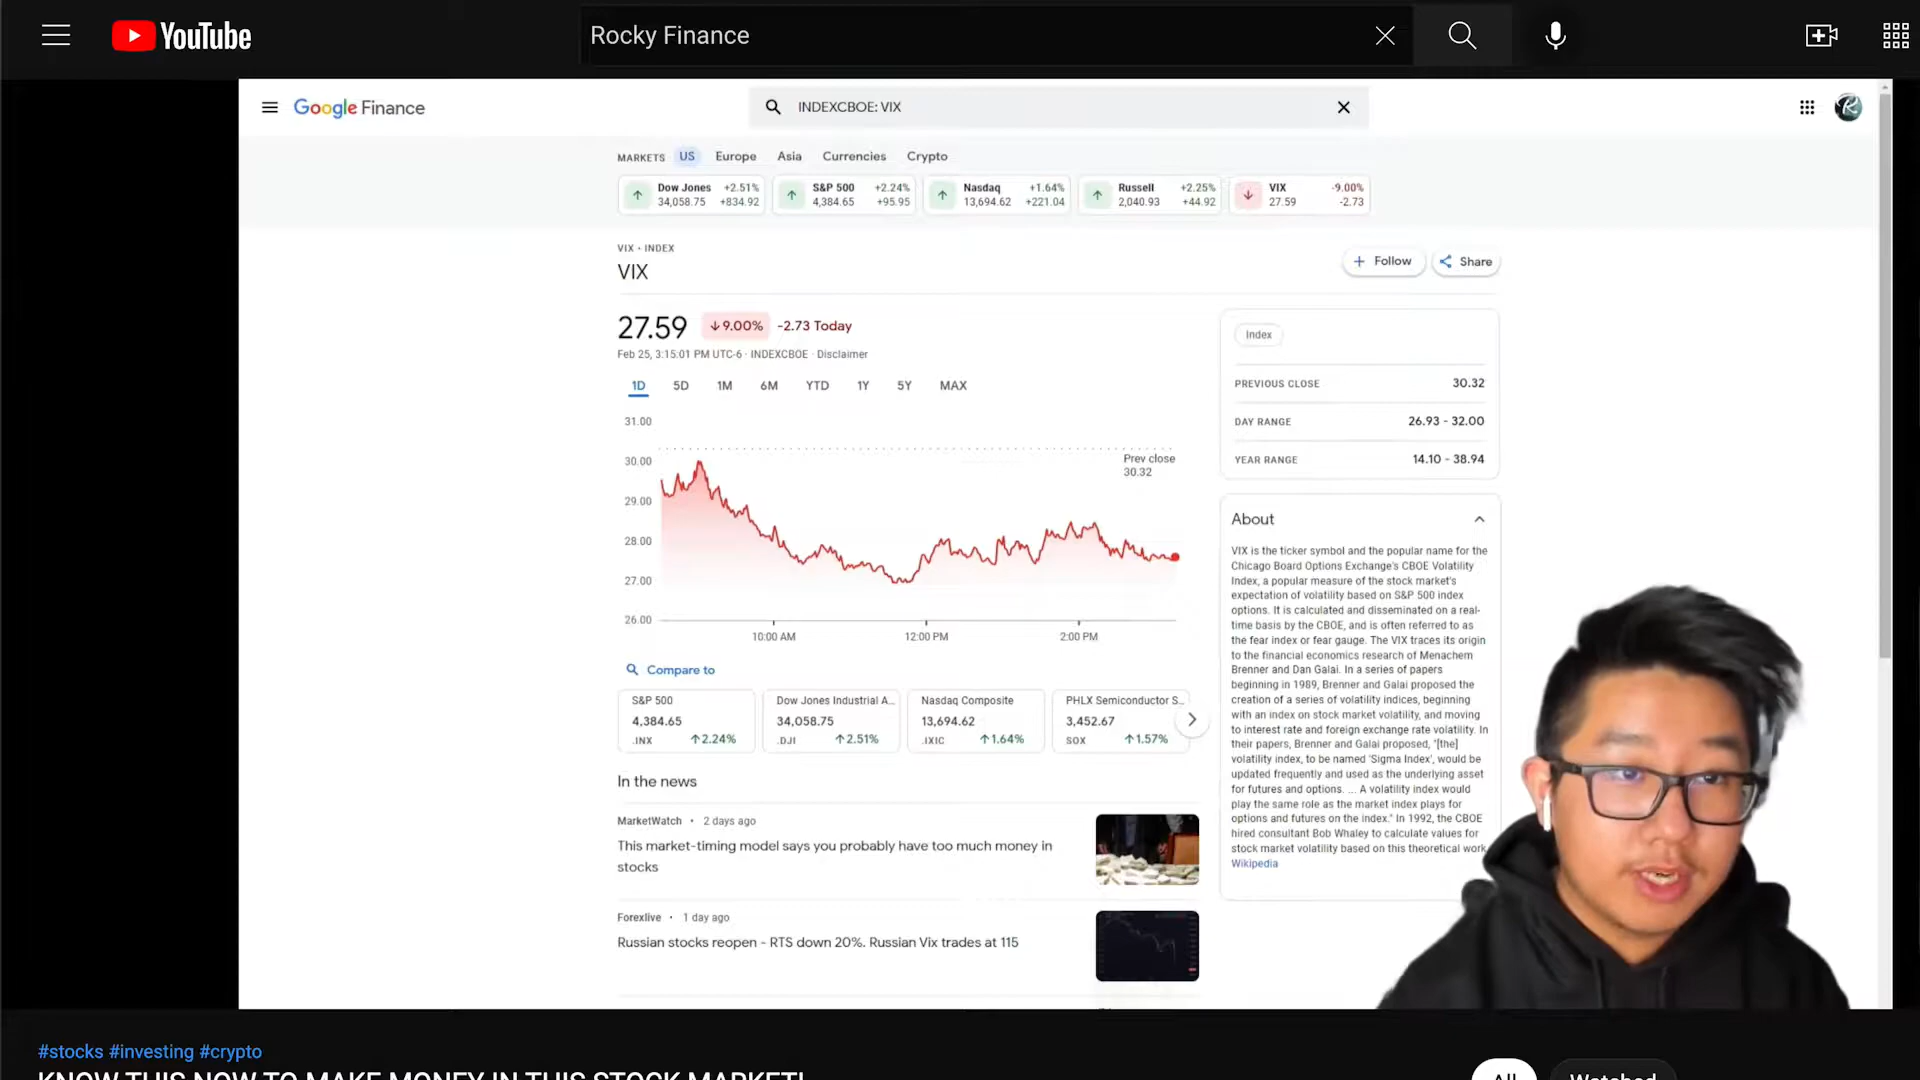 YouTube
Rocky Finance
Google Finance
INDEXCBOE: VIX
MARKETS US Europe Asia Currencies Crypto
Dow Jones +2.51%
34,058.75 +834.92
S&P 500 +2.24%
4,384.65 +95.95
Nasdaq +1.64%
13,694.62 +221.04
Russell +2.25%
2,040.93 +44.92
VIX -9.00%
27.59 -2.73
VIX • INDEX
VIX
Follow
Share
27.59 9.00% -2.73 Today
Feb 25, 3:15:01 PM UTC-6 · INDEXCBOE · Disclaimer
1D 5D 1M 6M YTD 1Y 5Y MAX
31.00
30.00
29.00
28.00
27.00
26.00
Prev close
30.32
10:00 AM 12:00 PM 2:00 PM
Index
PREVIOUS CLOSE 30.32
DAY RANGE 26.93 - 32.00
YEAR RANGE 14.10 - 38.94
About
VIX is the ticker symbol and the popular name for the
Chicago Board Options Exchange's CBOE Volatility
Index, a popular measure of the stock market's
expectation of volatility based on S&P 500 index
options. It is calculated and disseminated on a real-
time basis by the CBOE, and is often referred to as
the fear index or fear gauge. The VIX traces its origin
to the financial economics research of Menachem
Brenner and Dan Galai. In a series of papers
beginning in 1989, Brenner and Galai proposed the
creation of a series of volatility indices, beginning
with an index on stock market volatility, and moving
to interest rate and foreign exchange rate volatility. In
their papers, Brenner and Galai proposed, "[the]
volatility index, to be named 'Sigma Index', would be
updated frequently and used as the underlying asset
for futures and options. ... A volatility index would
play the same role as the market index plays for
options and futures on the index." In 1992, the CBOE
hired consultant Bob Whaley to calculate values for
stock market volatility based on this theoretical work.
Wikipedia
Compare to
S&P 500
4,384.65
.INX 2.24%
Dow Jones Industrial A...
34,058.75
.DJI 2.51%
Nasdaq Composite
13,694.62
.IXIC 1.64%
PHLX Semiconductor S...
3,452.67
SOX 1.57%
In the news
MarketWatch • 2 days ago
This market-timing model says you probably have too much money in
stocks
Forexlive • 1 day ago
Russian stocks reopen - RTS down 20%. Russian Vix trades at 115
#stocks #investing #crypto
KNOW THIS NOW TO MAKE MONEY IN THIS STOCK MARKET!
All
Watched